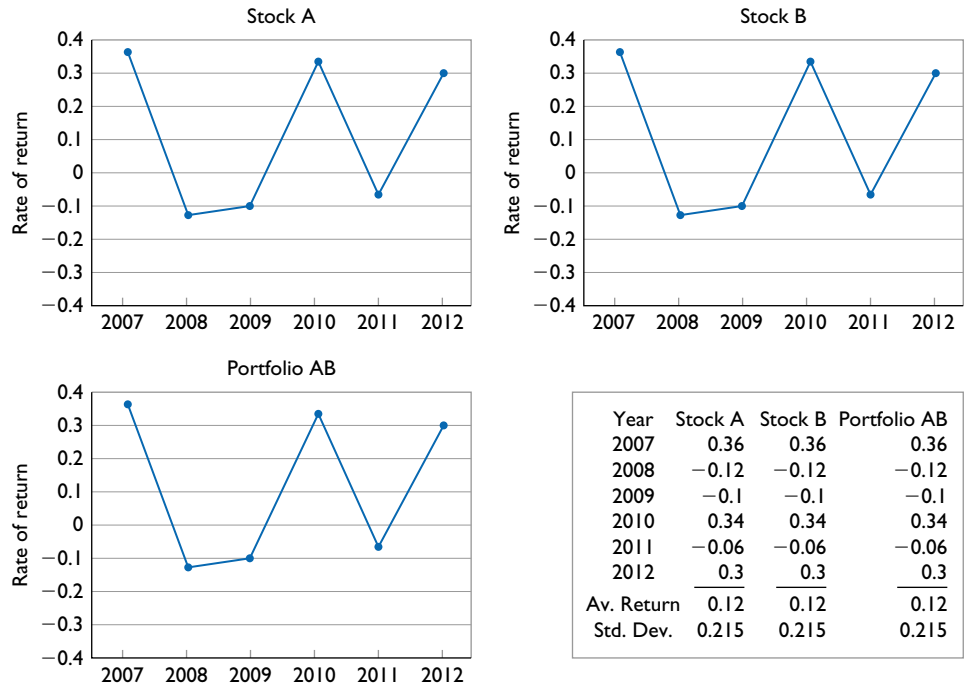 Stock A
0.4
0.3
0.2
0.1
0
−0.1
−0.2
−0.3
−0.4
Rate of return
2007 2008 2009 2010 2011 2012
Stock B
0.4
0.3
0.2
0.1
0
−0.1
−0.2
−0.3
−0.4
Rate of return
2007 2008 2009 2010 2011 2012
Portfolio AB
0.4
0.3
0.2
0.1
0
−0.1
−0.2
−0.3
−0.4
Rate of return
2007 2008 2009 2010 2011 2012
Year Stock A Stock B Portfolio AB
2007 0.36 0.36 0.36
2008 −0.12 −0.12 −0.12
2009 −0.1 −0.1 −0.1
2010 0.34 0.34 0.34
2011 −0.06 −0.06 −0.06
2012 0.3 0.3 0.3
Av. Return 0.12 0.12 0.12
Std. Dev. 0.215 0.215 0.215